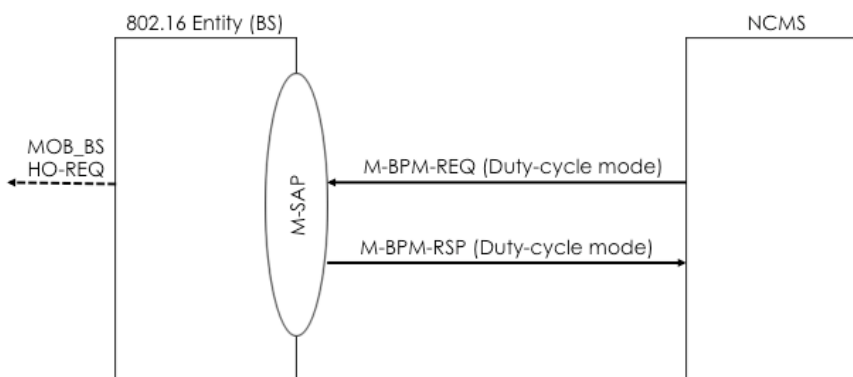 802.16 Entity (BS)
NCMS
MOB_BS
HO-REQ
M-BPM-REQ (Duty-cycle mode)
M-SAP
M-BPM-RSP (Duty-cycle mode)